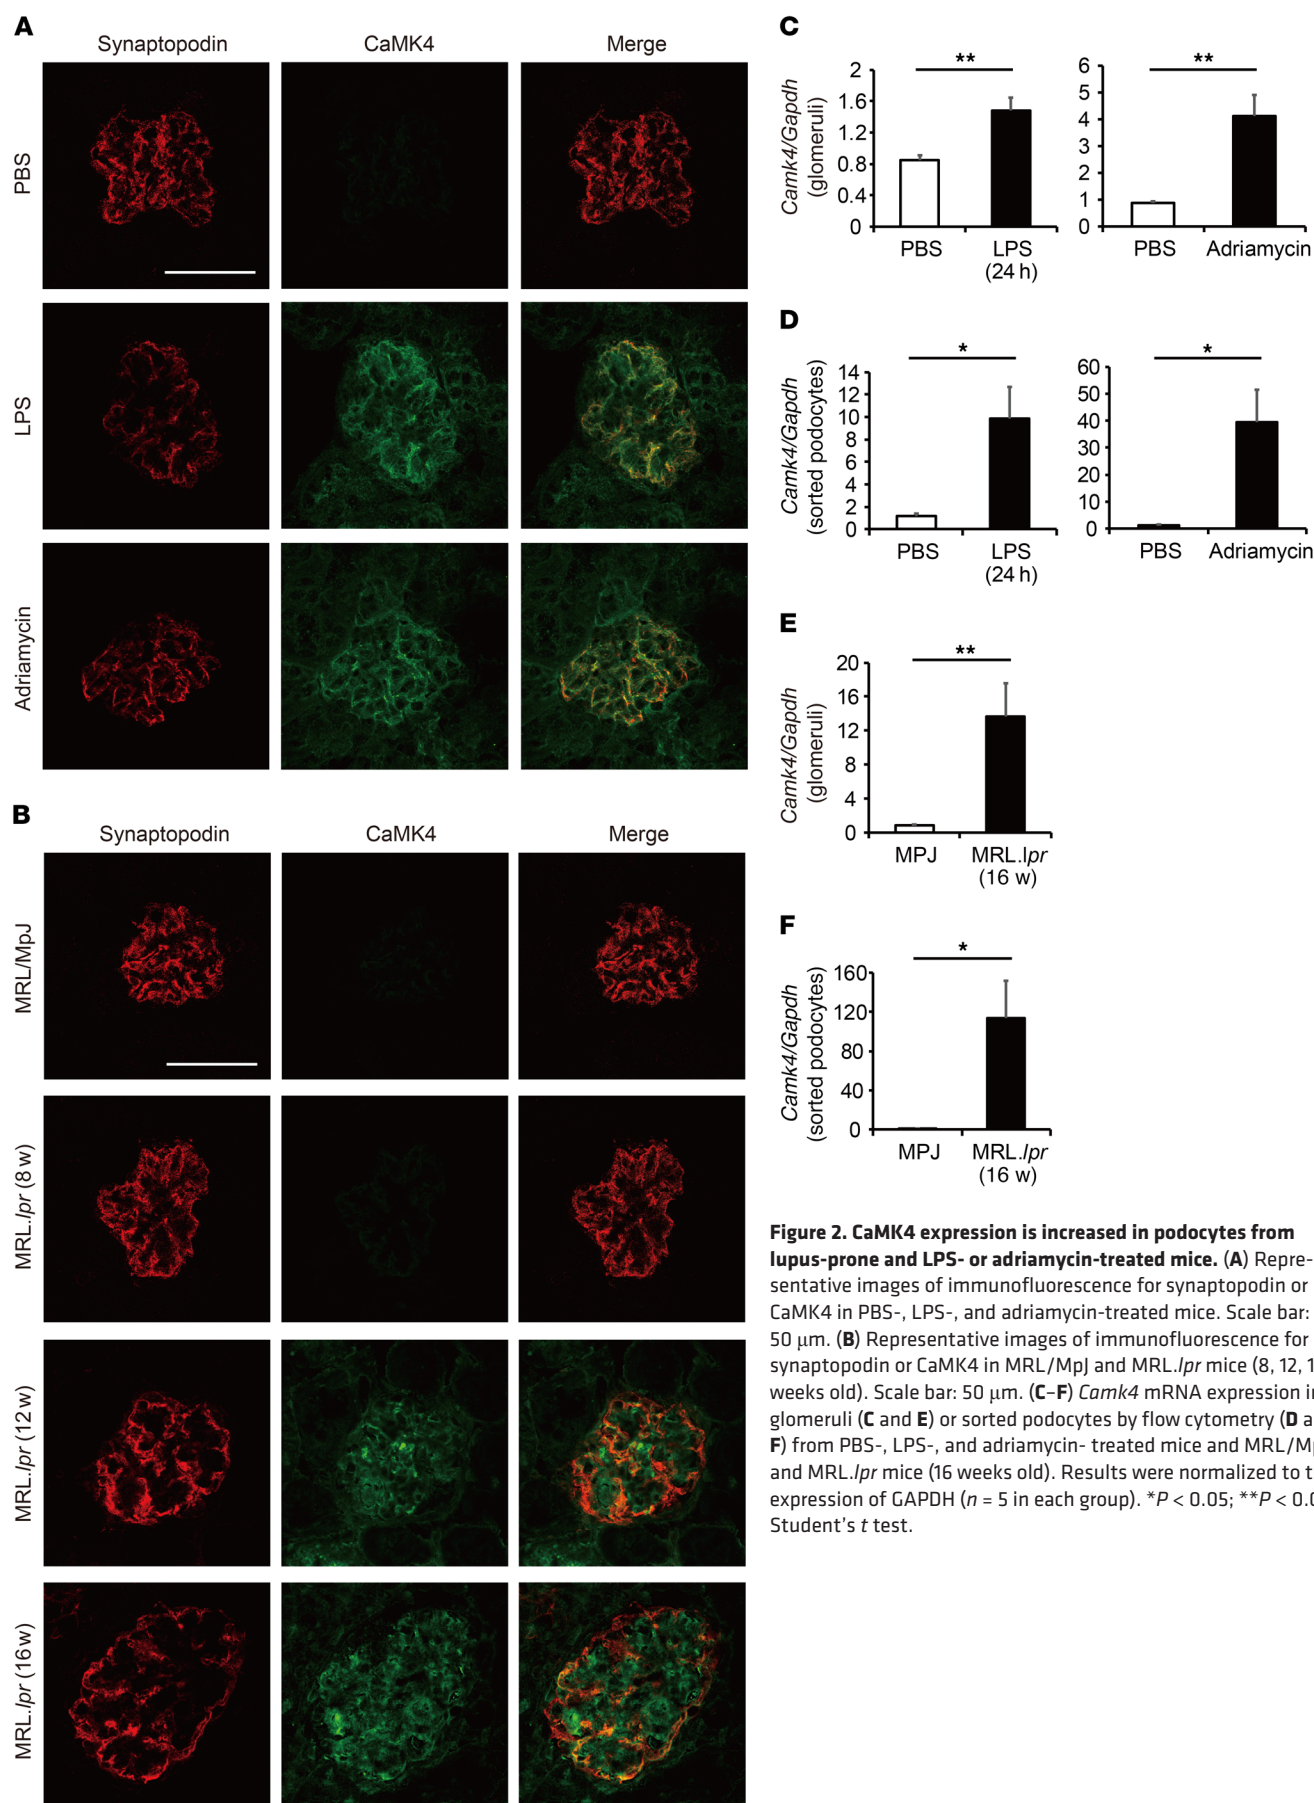 A
Synaptopodin CaMK4 Merge
PBS
LPS
Adriamycin
B
Synaptopodin CaMK4 Merge
MRL/MpJ
MRL.lpr (8 w)
MRL.lpr (12 w)
MRL.lpr (16 w)
C
Camk4/Gapdh
(glomeruli)
2
1.6
1.2
0.8
0.4
0
**
PBS LPS
(24 h)
6
5
4
3
2
1
0
**
PBS Adriamycin
D
Camk4/Gapdh
(sorted podocytes)
14
12
10
8
6
4
2
0
*
PBS LPS
(24 h)
60
50
40
30
20
10
0
*
PBS Adriamycin
E
Camk4/Gapdh
(glomeruli)
20
16
12
8
4
0
**
MPJ MRL.lpr
(16 w)
F
Camk4/Gapdh
(sorted podocytes)
160
120
80
40
0
*
MPJ MRL.lpr
(16 w)
Figure 2. CaMK4 expression is increased in podocytes from
lupus-prone and LPS- or adriamycin-treated mice. (A) Repre-
sentative images of immunofluorescence for synaptopodin or
CaMK4 in PBS-, LPS-, and adriamycin-treated mice. Scale bar:
50 μm. (B) Representative images of immunofluorescence for
synaptopodin or CaMK4 in MRL/MpJ and MRL.lpr mice (8, 12, 1
weeks old). Scale bar: 50 μm. (C–F) Camk4 mRNA expression in
glomeruli (C and E) or sorted podocytes by flow cytometry (D a
F) from PBS-, LPS-, and adriamycin- treated mice and MRL/Mp
and MRL.lpr mice (16 weeks old). Results were normalized to t
expression of GAPDH (n = 5 in each group). *P < 0.05; **P < 0.0
Student's t test.